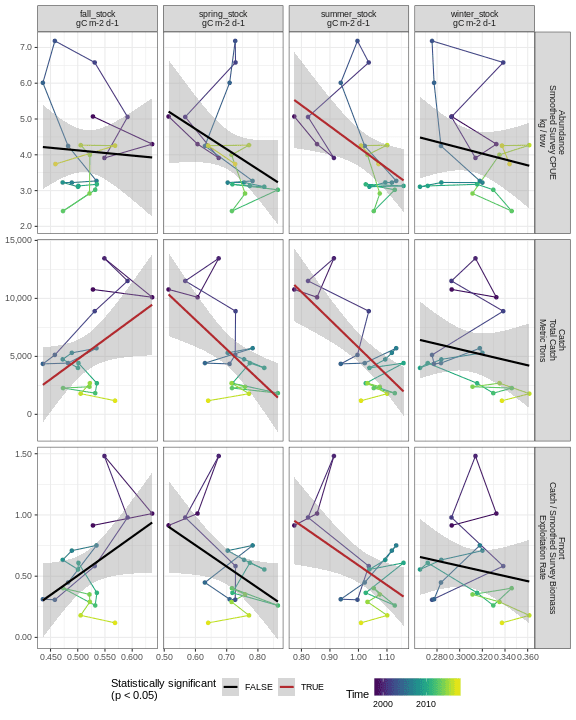 fall_stock
gC m-2 d-1
spring_stock
gC m-2 d-1
summer_stock
gC m-2 d-1
winter_stock
gC m-2 d-1
7.0
6.0
5.0
4.0
3.0
2.0
Abundance
Smoothed Survey CPUE
kg / tow
15,000
10,000
5,000
0
Catch
Total Catch
Metric Tons
1.50
1.00
0.50
0.00
Fmort
Catch / Smoothed Survey Biomass
Exploitation Rate
0.450 0.500 0.550 0.600
0.50 0.60 0.70 0.80
0.80 0.90 1.00 1.10
0.280 0.300 0.320 0.340 0.360
Statistically significant
(p < 0.05)
FALSE
TRUE
Time
2000 2010